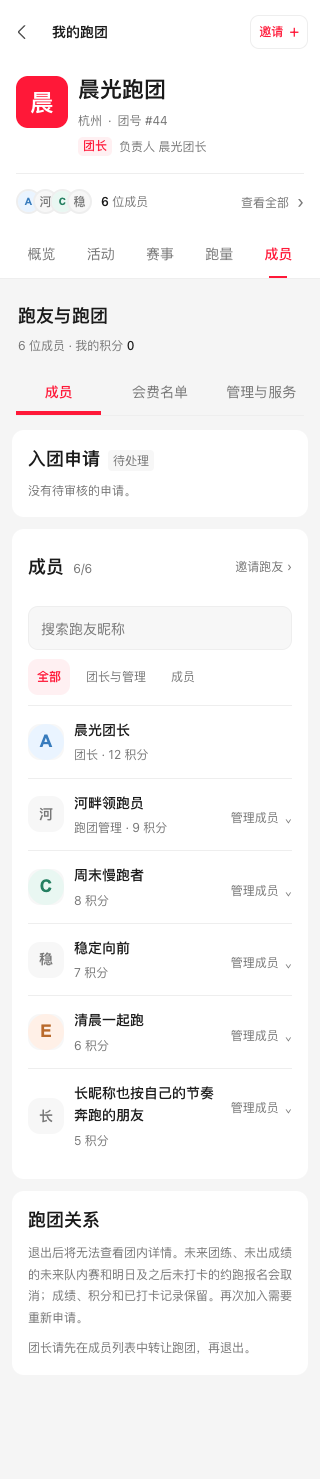 我的跑团
邀请 +
晨
晨光跑团
杭州 · 团号 #44
团长 负责人 晨光团长
A 河 C 稳 6 位成员 查看全部 ›
概览 活动 赛事 跑量 成员
跑友与跑团
6 位成员 · 我的积分 0
成员 会费名单 管理与服务
入团申请 待处理
没有待审核的申请。
成员 6/6 邀请跑友 ›
搜索跑友昵称
全部 团长与管理 成员
A 晨光团长
团长 · 12 积分
河 河畔领跑员
跑团管理 · 9 积分 管理成员
C 周末慢跑者
8 积分 管理成员
稳 稳定向前
7 积分 管理成员
E 清晨一起跑
6 积分 管理成员
长 长昵称也按自己的节奏
奔跑的朋友 管理成员
5 积分
跑团关系
退出后将无法查看团内详情。未来团练、未出成绩
的未来队内赛和明日及之后未打卡的约跑报名会取
消；成绩、积分和已打卡记录保留。再次加入需要
重新申请。
团长请先在成员列表中转让跑团，再退出。